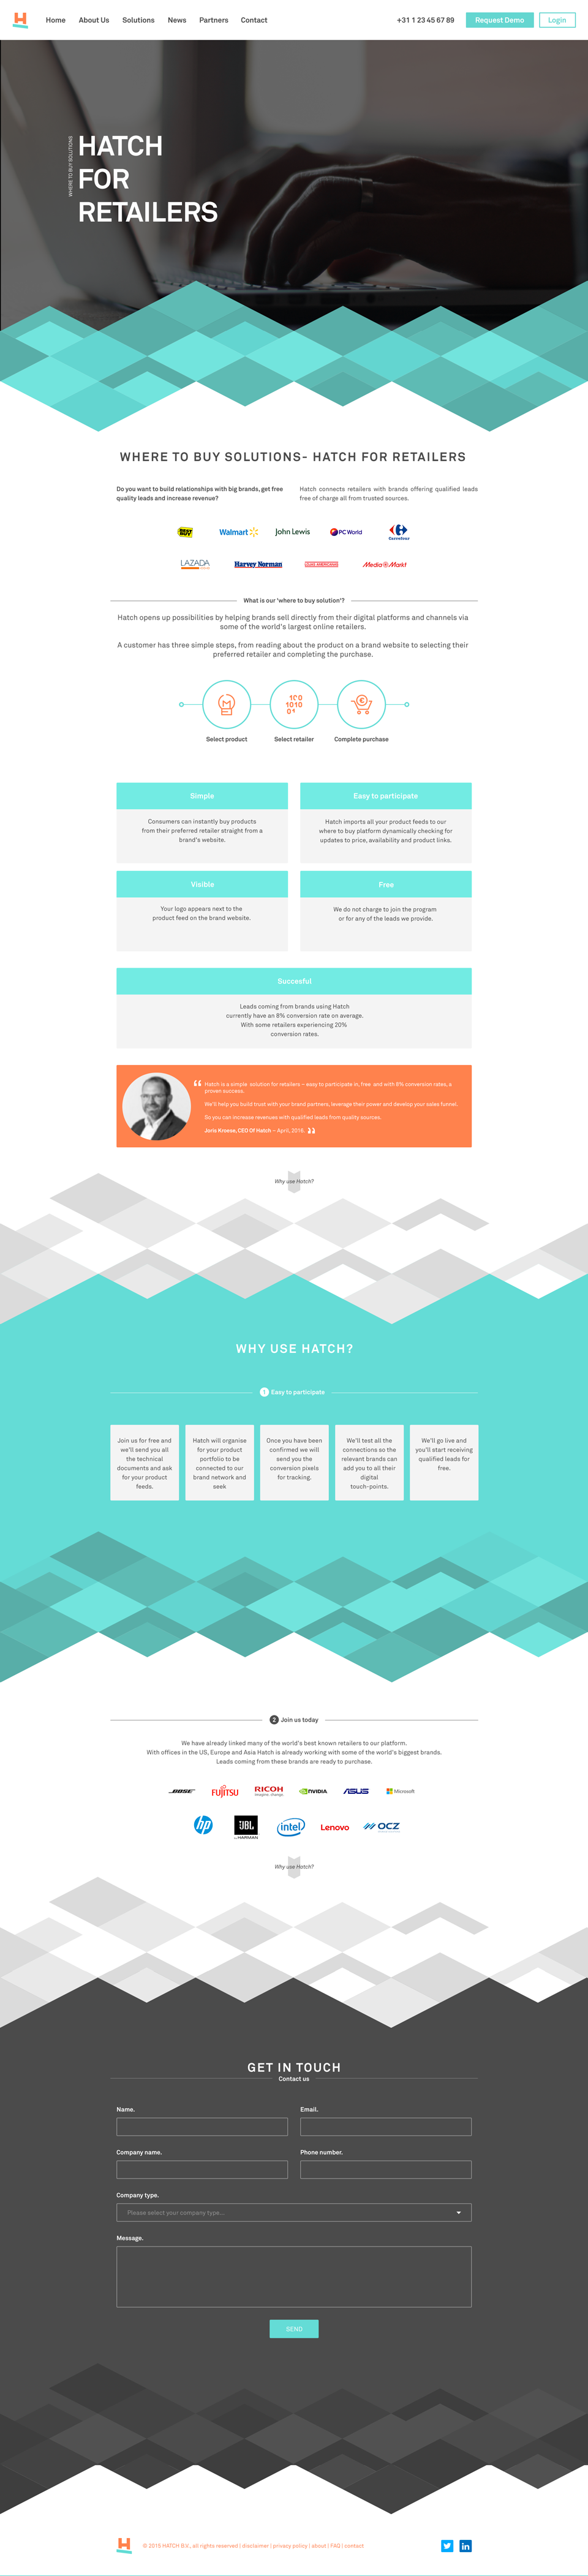 H
Home About Us Solutions News Partners Contact +31 1 23 45 67 89 Request Demo Login
WHERE TO BUY SOLUTIONS
HATCH
FOR
RETAILERS
WHERE TO BUY SOLUTIONS- HATCH FOR RETAILERS
Do you want to build relationships with big brands, get free
quality leads and increase revenue?
Hatch connects retailers with brands offering qualified leads
free of charge all from trusted sources.
BEST BUY Walmart John Lewis PC World Carrefour
LAZADA Harvey Norman LOJAS AMERICANAS Media Markt
What is our 'where to buy solution'?
Hatch opens up possibilities by helping brands sell directly from their digital platforms and channels via
some of the world's largest online retailers.
A customer has three simple steps, from reading about the product on a brand website to selecting their
preferred retailer and completing the purchase.
Select product Select retailer Complete purchase
Simple
Consumers can instantly buy products
from their preferred retailer straight from a
brand's website.
Easy to participate
Hatch imports all your product feeds to our
where to buy platform dynamically checking for
updates to price, availability and product links.
Visible
Your logo appears next to the
product feed on the brand website.
Free
We do not charge to join the program
or for any of the leads we provide.
Succesful
Leads coming from brands using Hatch
currently have an 8% conversion rate on average.
With some retailers experiencing 20%
conversion rates.
“ Hatch is a simple solution for retailers – easy to participate in, free and with 8% conversion rates, a
proven success.
We'll help you build trust with your brand partners, leverage their power and develop your sales funnel.
So you can increase revenues with qualified leads from quality sources.
Joris Kroese, CEO Of Hatch – April, 2016. ”
Why use Hatch?
WHY USE HATCH?
1 Easy to participate
Join us for free and
we'll send you all
the technical
documents and ask
for your product
feeds.
Hatch will organise
for your product
portfolio to be
connected to our
brand network and
seek
Once you have been
confirmed we will
send you the
conversion pixels
for tracking.
We'll test all the
connections so the
relevant brands can
add you to all their
digital
touch-points.
We'll go live and
you'll start receiving
qualified leads for
free.
2 Join us today
We have already linked many of the world's best known retailers to our platform.
With offices in the US, Europe and Asia Hatch is already working with some of the world's biggest brands.
Leads coming from these brands are ready to purchase.
BOSE FUJITSU RICOH imagine. change. NVIDIA ASUS Microsoft
hp JBL by HARMAN intel Lenovo OCZ
Why use Hatch?
GET IN TOUCH
Contact us
Name. Email.
Company name. Phone number.
Company type.
Please select your company type...
Message.
SEND
H © 2015 HATCH B.V., all rights reserved | disclaimer | privacy policy | about | FAQ | contact in